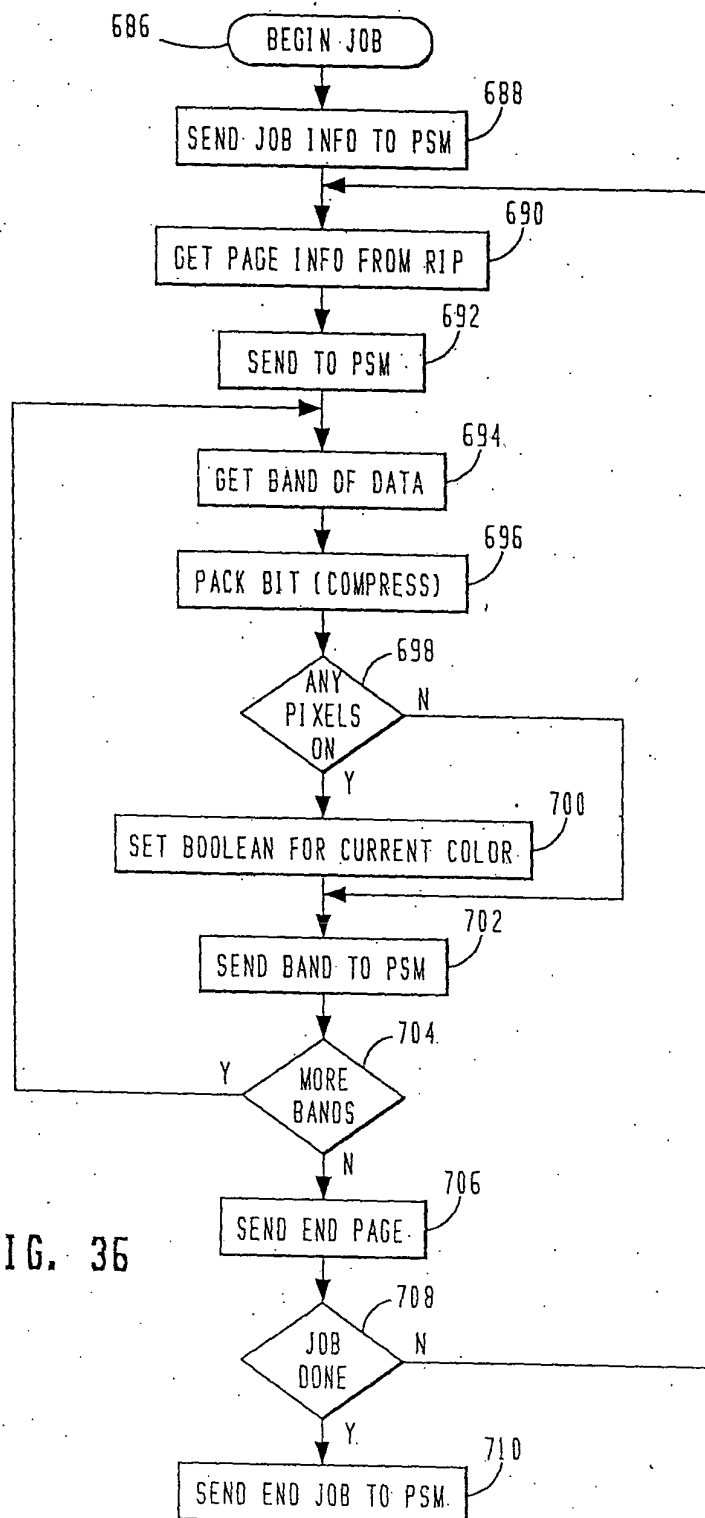 686
BEGIN JOB
688
SEND JOB INFO TO PSM
690
GET PAGE INFO FROM RIP
692
SEND TO PSM
694
GET BAND OF DATA
696
PACK BIT (COMPRESS)
698
ANY
PIXELS
ON
N
Y
700
SET BOOLEAN FOR CURRENT COLOR
702
SEND BAND TO PSM
704
Y
MORE
BANDS
N
706
SEND END PAGE
IG. 36
708
JOB
DONE
N
Y
710
SEND END JOB TO PSM